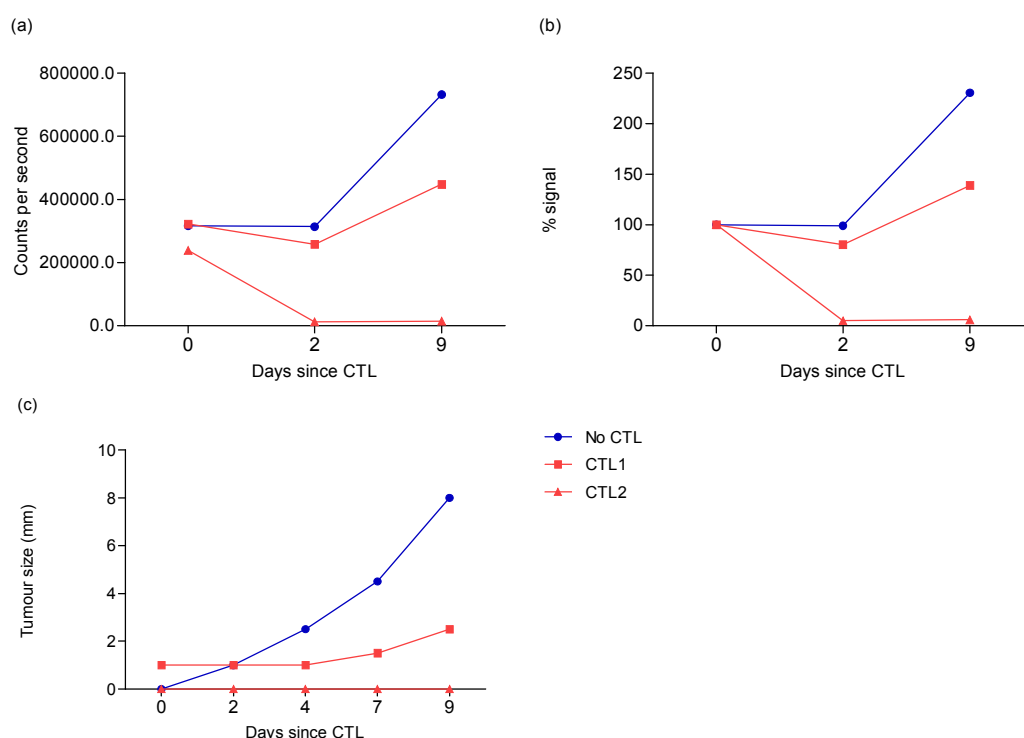 (a)
800000.0
600000.0
400000.0
200000.0
0.0
Counts per second
0 2 9
Days since CTL
(b)
250
200
150
100
50
0
% signal
0 2 9
Days since CTL
(c)
10
8
6
4
2
0
Tumour size (mm)
0 2 4 7 9
Days since CTL
No CTL
CTL1
CTL2